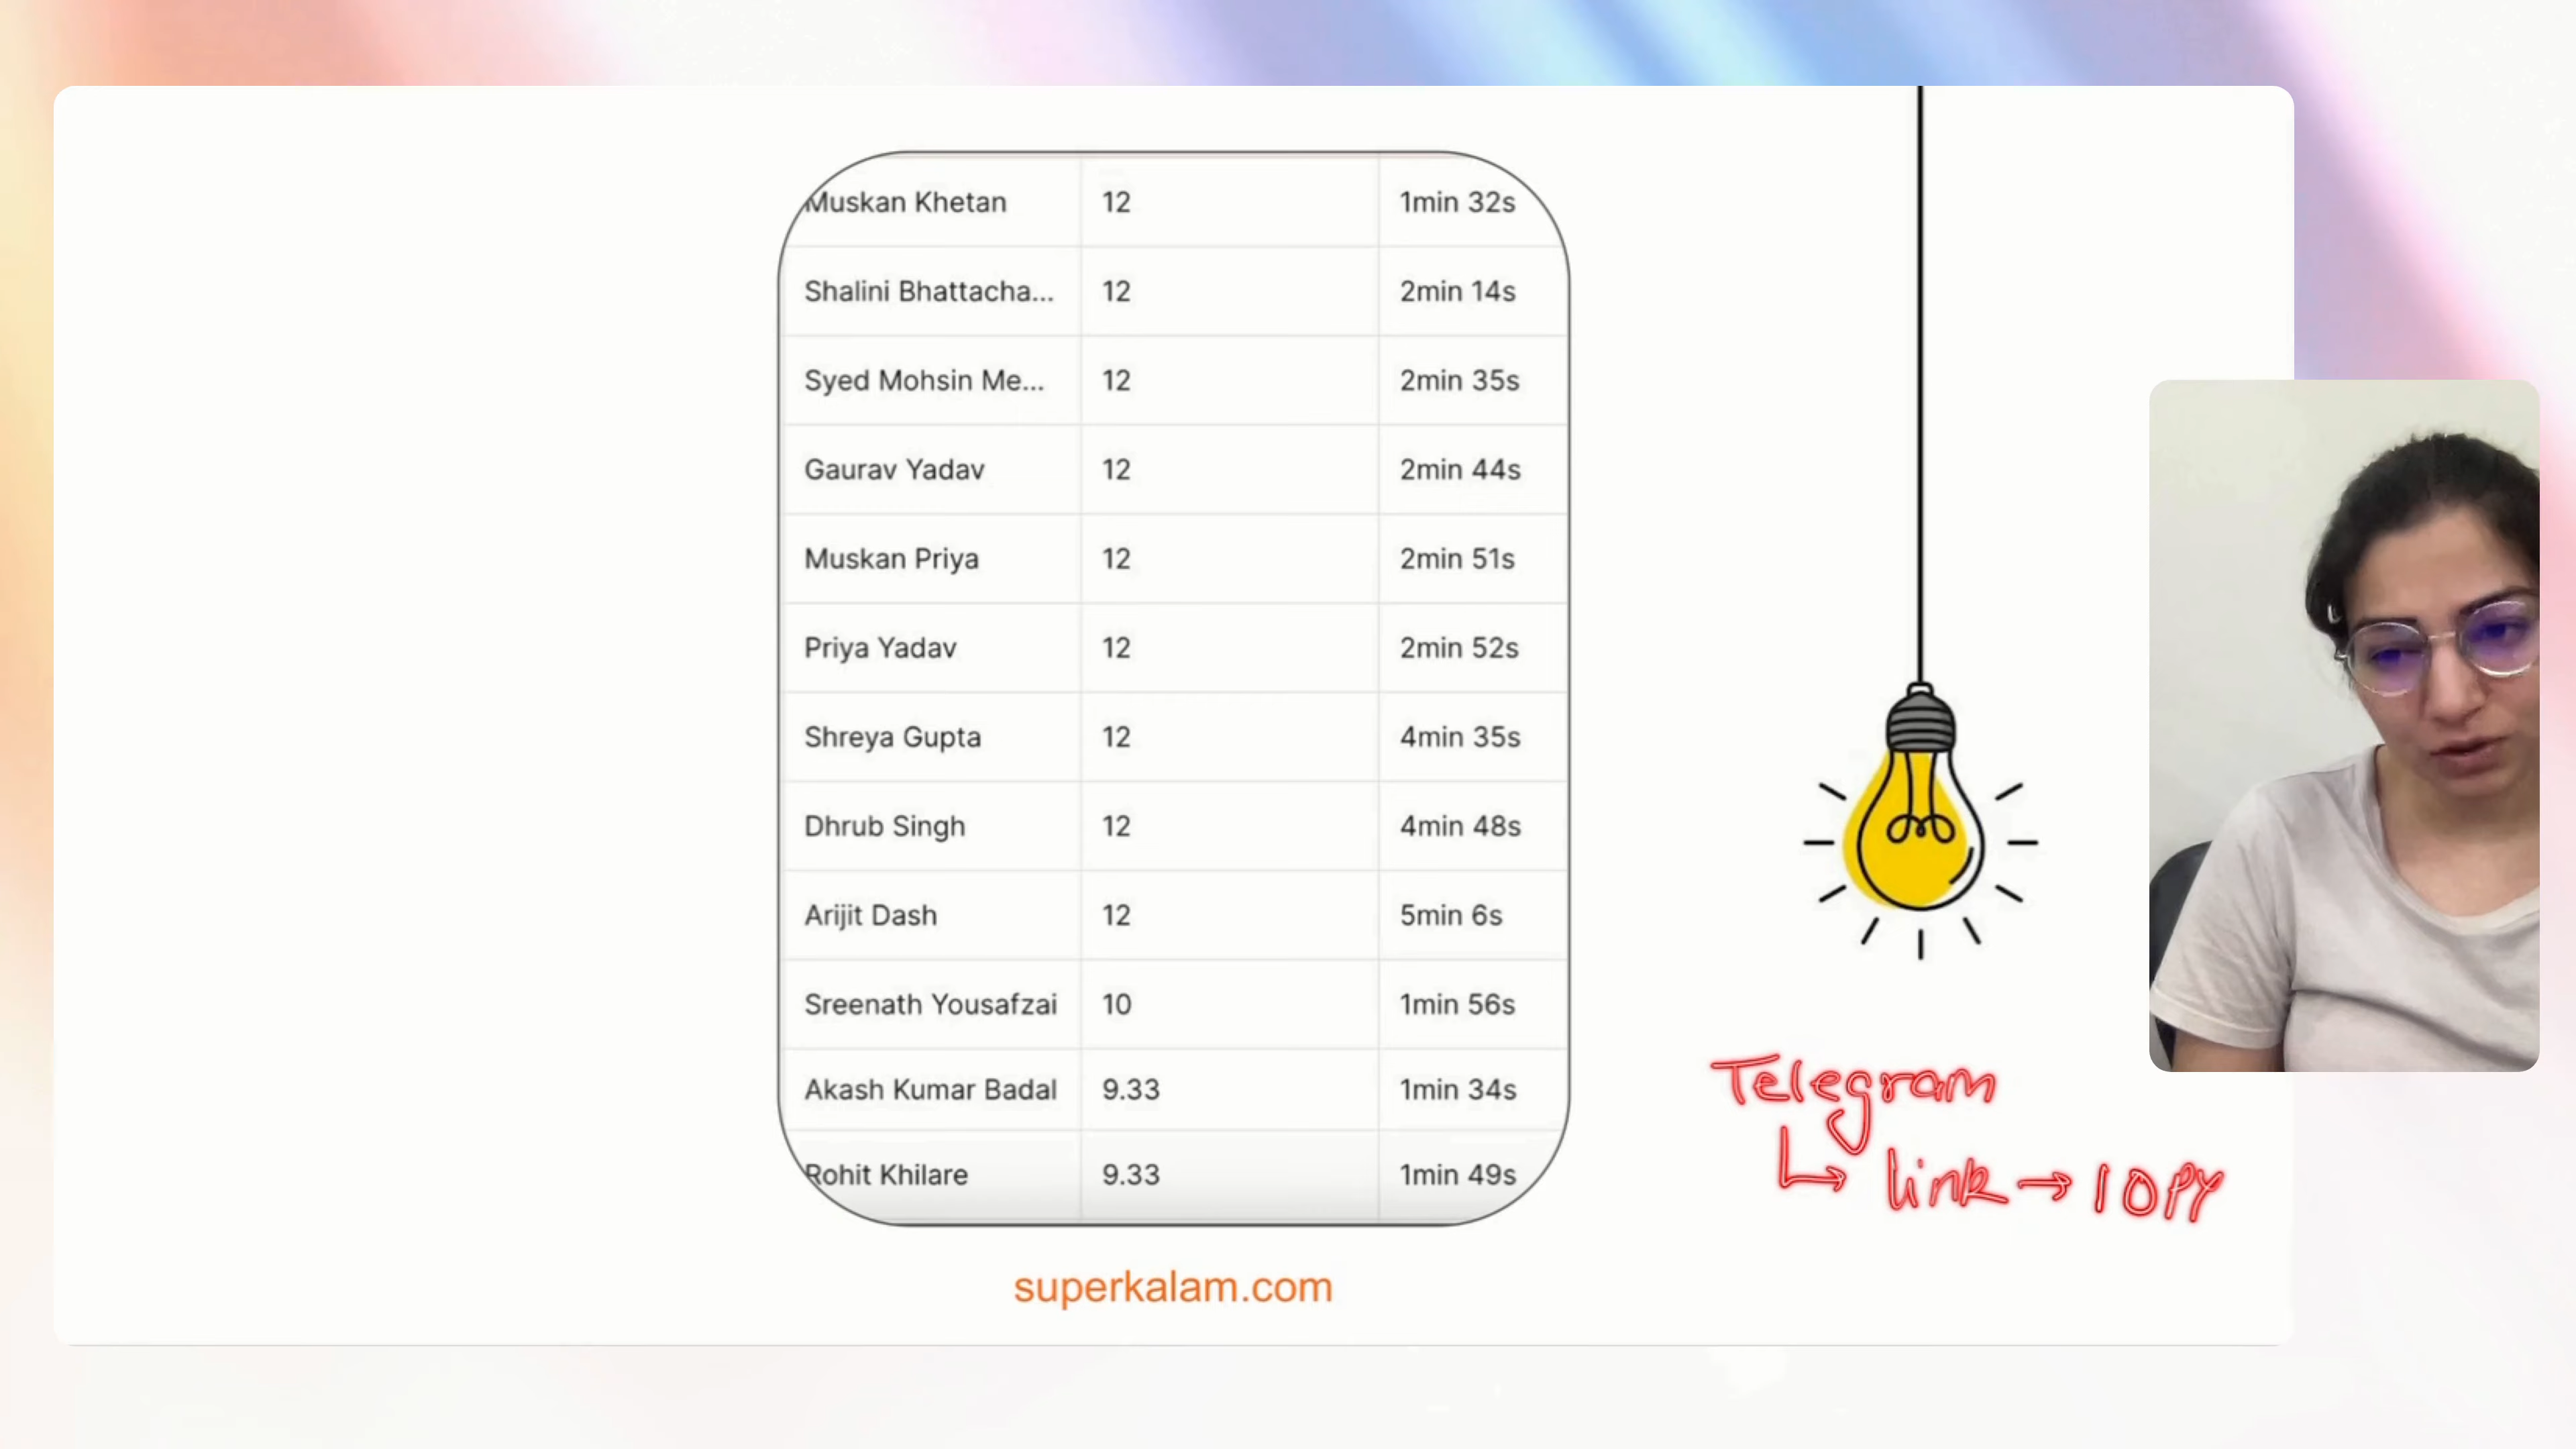 Muskan Khetan 12 1min 32s
Shalini Bhattacha... 12 2min 14s
Syed Mohsin Me... 12 2min 35s
Gaurav Yadav 12 2min 44s
Muskan Priya 12 2min 51s
Priya Yadav 12 2min 52s
Shreya Gupta 12 4min 35s
Dhrub Singh 12 4min 48s
Arijit Dash 12 5min 6s
Sreenath Yousafzai 10 1min 56s
Akash Kumar Badal 9.33 1min 34s
Rohit Khilare 9.33 1min 49s
superkalam.com
Telegram
↳ link → 10 PY